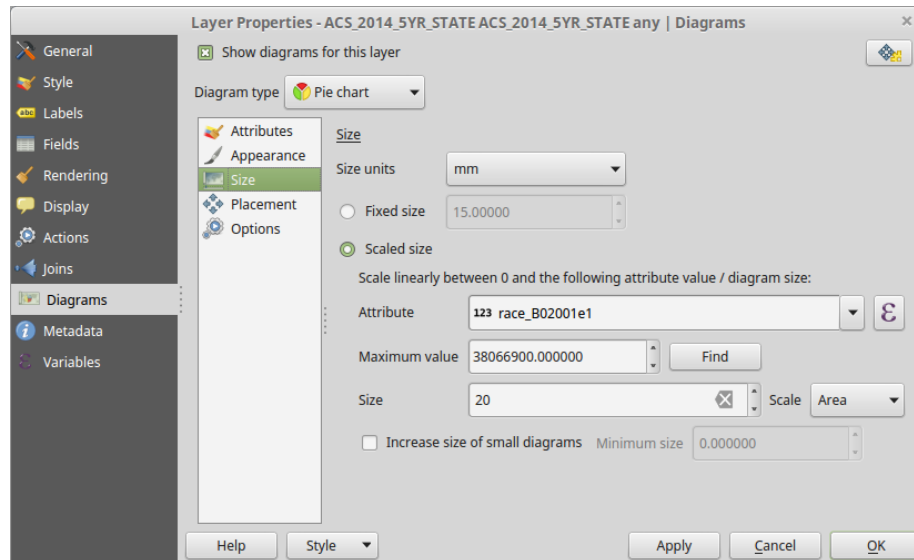 Layer Properties - ACS_2014_5YR_STATE ACS_2014_5YR_STATE any | Diagrams
General
Style
abc Labels
Fields
Rendering
Display
Actions
Joins
Diagrams
Metadata
Variables
Show diagrams for this layer
Diagram type Pie chart
Attributes
Appearance
Size
Placement
Options
Size
Size units mm
Fixed size 15.00000
Scaled size
Scale linearly between 0 and the following attribute value / diagram size:
Attribute 123 race_B02001e1 ε
Maximum value 38066900.000000 Find
Size 20 Scale Area
Increase size of small diagrams Minimum size 0.000000
Help Style Apply Cancel OK